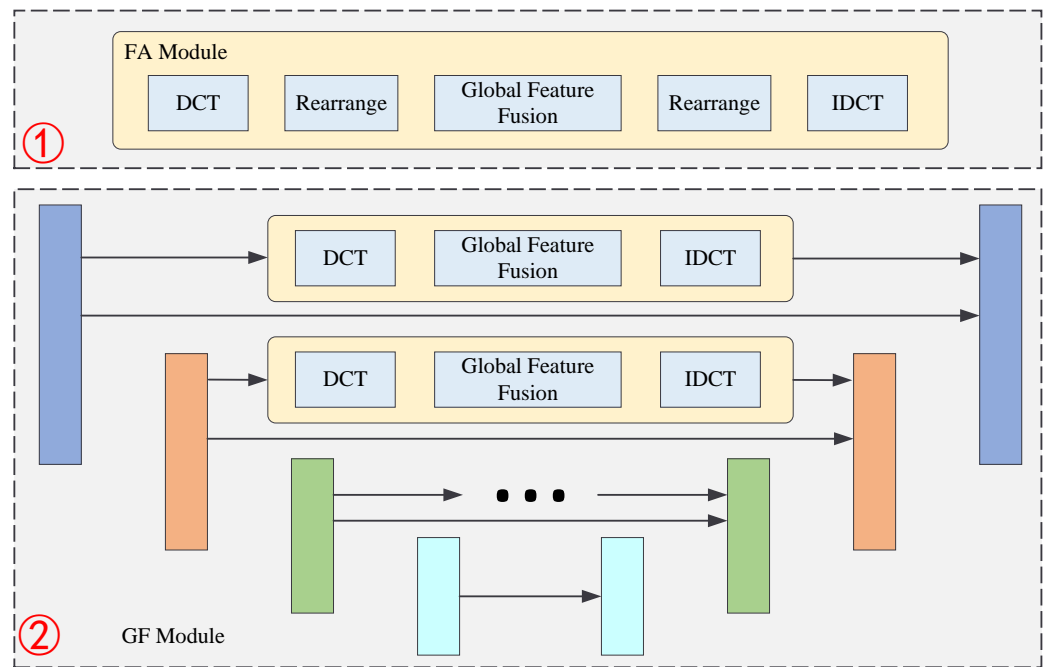 FA Module
DCT
Rearrange
Global Feature
Fusion
Rearrange
IDCT
①
DCT
Global Feature
Fusion
IDCT
DCT
Global Feature
Fusion
IDCT
GF Module
②